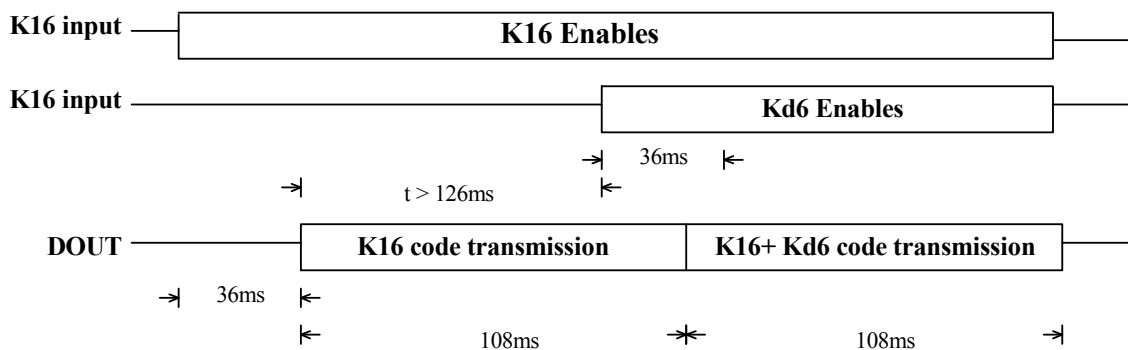 K16 input
K16 Enables
K16 input
Kd6 Enables
36ms
t > 126ms
DOUT
K16 code transmission
K16+ Kd6 code transmission
36ms
108ms
108ms